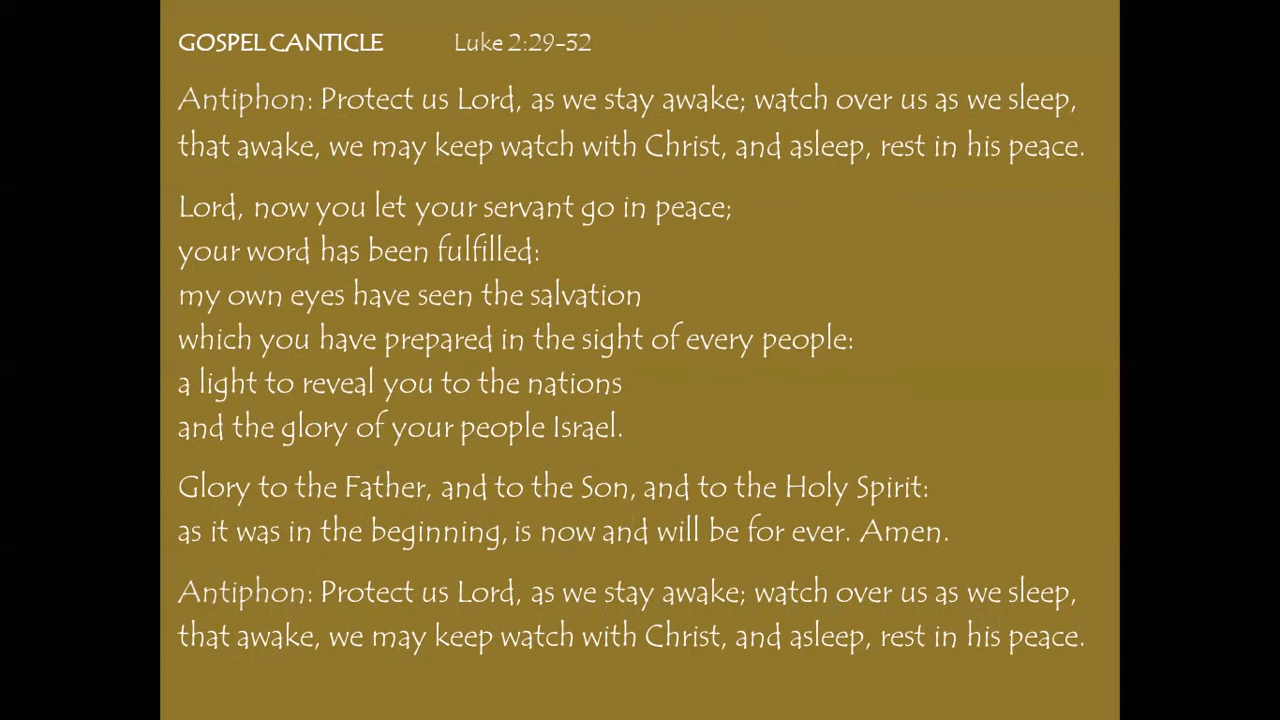 GOSPEL CANTICLE Luke 2:29-32
Antiphon: Protect us Lord, as we stay awake; watch over us as we sleep,
that awake, we may keep watch with Christ, and asleep, rest in his peace.
Lord, now you let your servant go in peace;
your word has been fulfilled:
my own eyes have seen the salvation
which you have prepared in the sight of every people:
a light to reveal you to the nations
and the glory of your people Israel.
Glory to the Father, and to the Son, and to the Holy Spirit:
as it was in the beginning, is now and will be for ever. Amen.
Antiphon: Protect us Lord, as we stay awake; watch over us as we sleep,
that awake, we may keep watch with Christ, and asleep, rest in his peace.